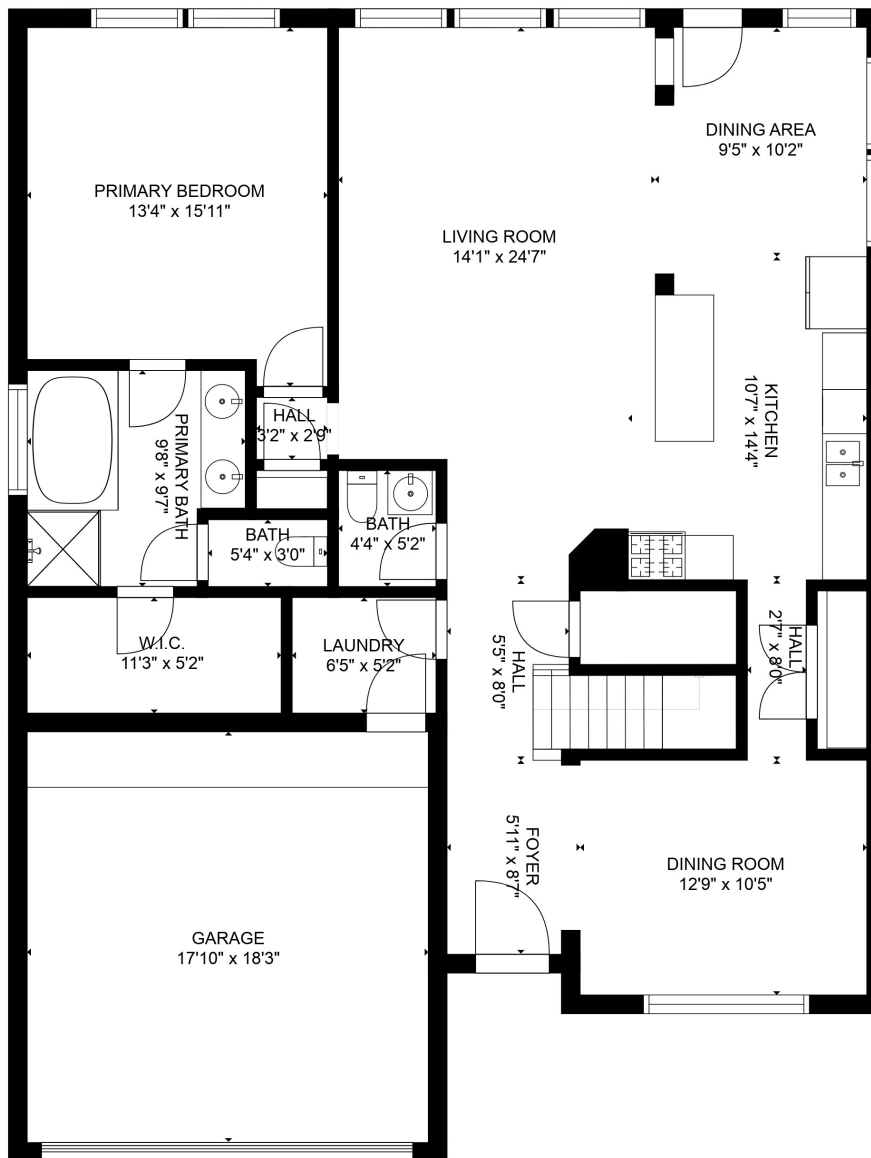 DINING AREA
9'5" x 10'2"
PRIMARY BEDROOM
13'4" x 15'11"
LIVING ROOM
14'1" x 24'7"
KITCHEN
10'7" x 14'4"
HALL
3'2" x 2'9"
PRIMARY BATH
9'8" x 9'7"
BATH
5'4" x 3'0"
BATH
4'4" x 5'2"
W.I.C.
11'3" x 5'2"
LAUNDRY
6'5" x 5'2"
HALL
5'5" x 8'0"
HALL
2'7" x 8'0"
FOYER
5'11" x 8'7"
DINING ROOM
12'9" x 10'5"
GARAGE
17'10" x 18'3"